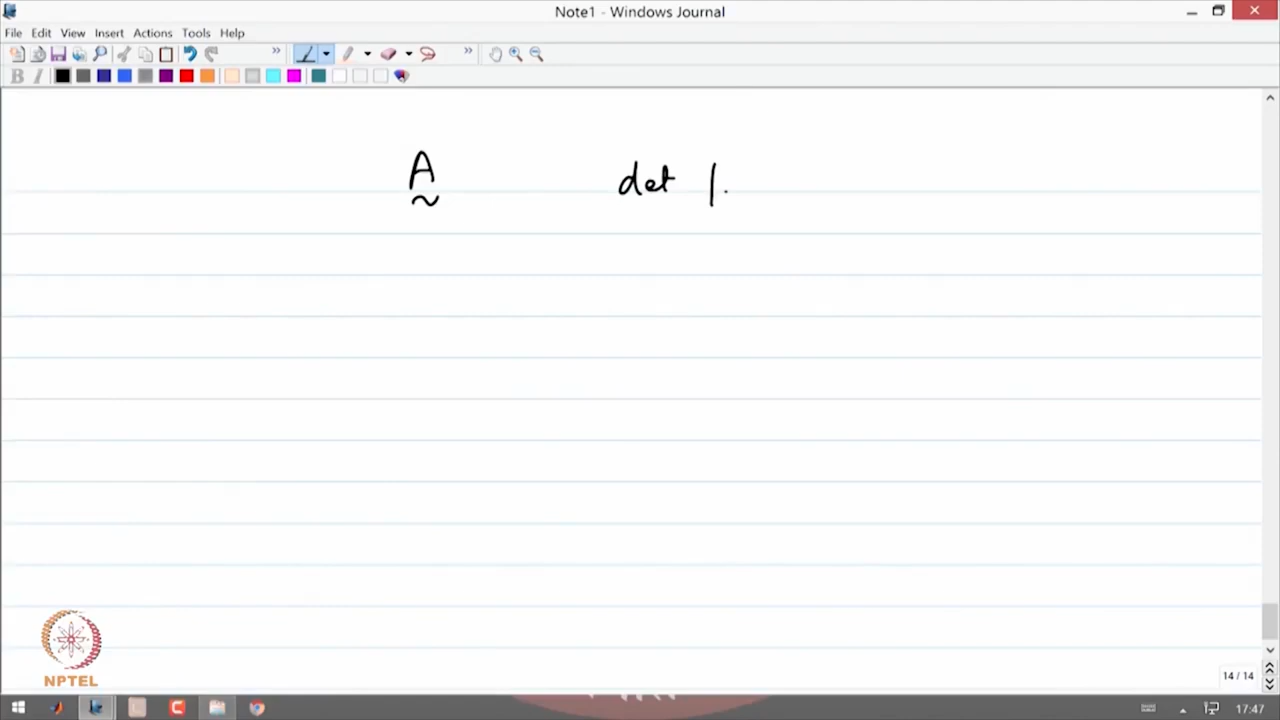 Note1 - Windows Journal
File Edit View Insert Actions Tools Help
A det |.
~
NPTEL
14 / 14
17:47